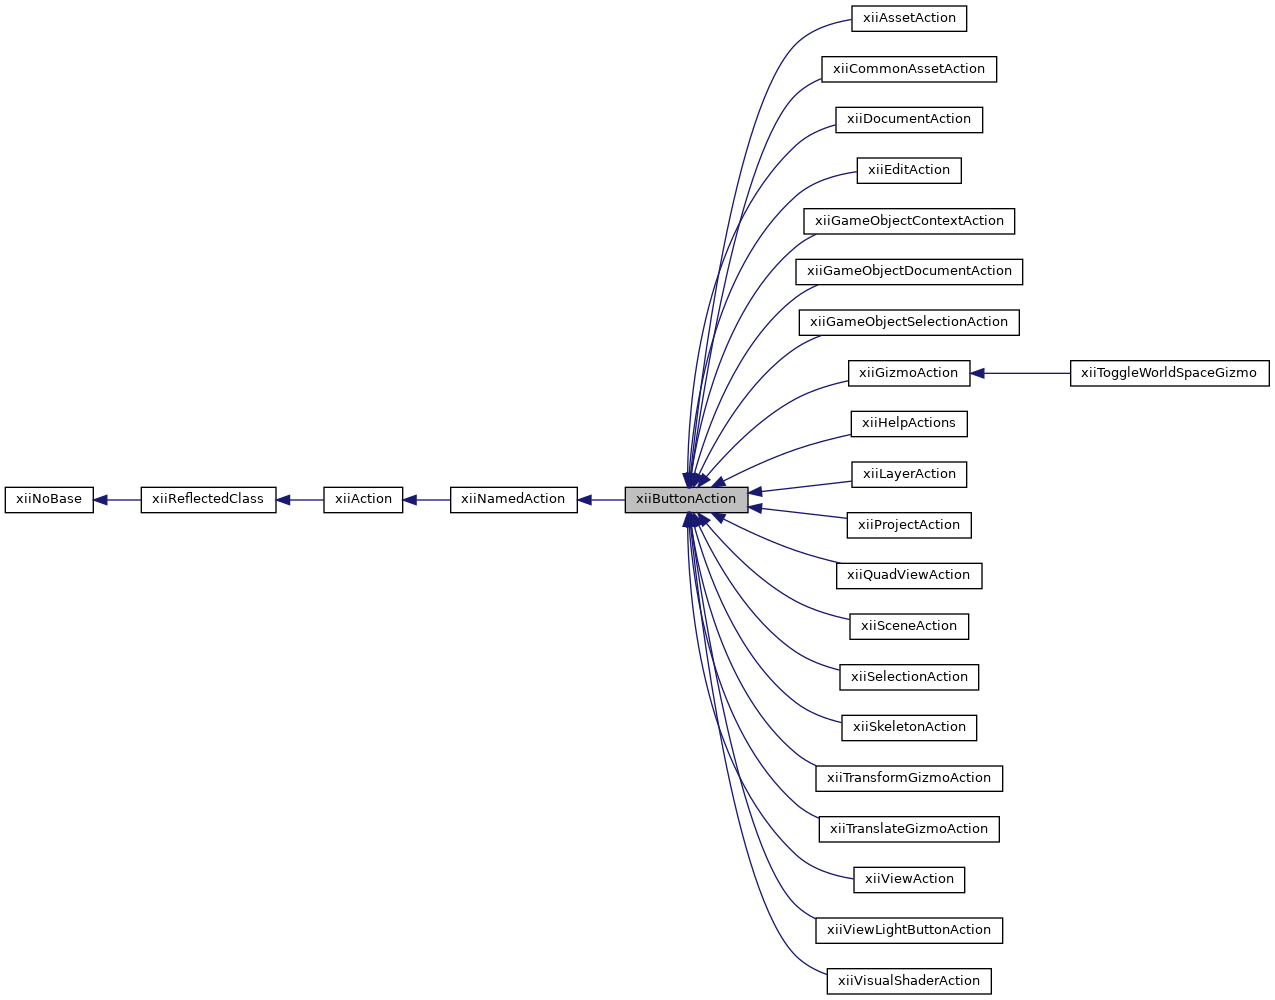 xiiAssetAction
xiiCommonAssetAction
xiiDocumentAction
xiiEditAction
xiiGameObjectContextAction
xiiGameObjectDocumentAction
xiiGameObjectSelectionAction
xiiGizmoAction
xiiToggleWorldSpaceGizmo
xiiHelpActions
xiiLayerAction
xiiNoBase
xiiReflectedClass
xiiAction
xiiNamedAction
xiiButtonAction
xiiProjectAction
xiiQuadViewAction
xiiSceneAction
xiiSelectionAction
xiiSkeletonAction
xiiTransformGizmoAction
xiiTranslateGizmoAction
xiiViewAction
xiiViewLightButtonAction
xiiVisualShaderAction